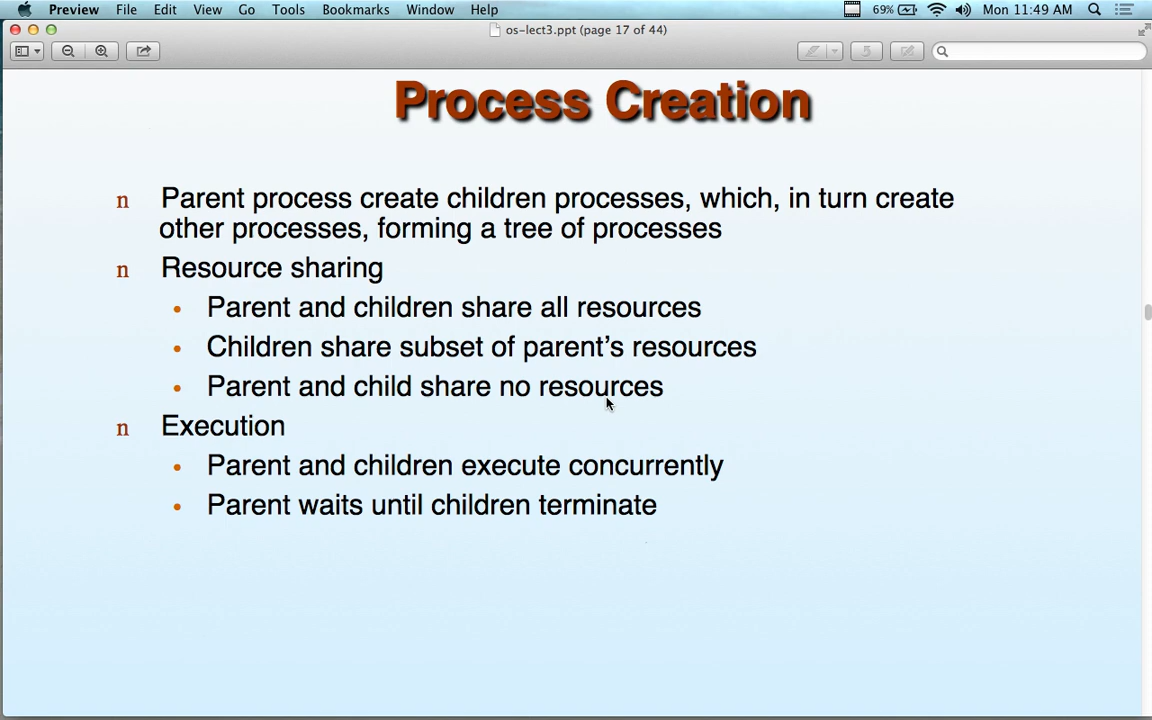 Preview File Edit View Go Tools Bookmarks Window Help 69% Mon 11:49 AM
os-lect3.ppt (page 17 of 44)
Process Creation
n Parent process create children processes, which, in turn create
other processes, forming a tree of processes
n Resource sharing
• Parent and children share all resources
• Children share subset of parent’s resources
• Parent and child share no resources
n Execution
• Parent and children execute concurrently
• Parent waits until children terminate